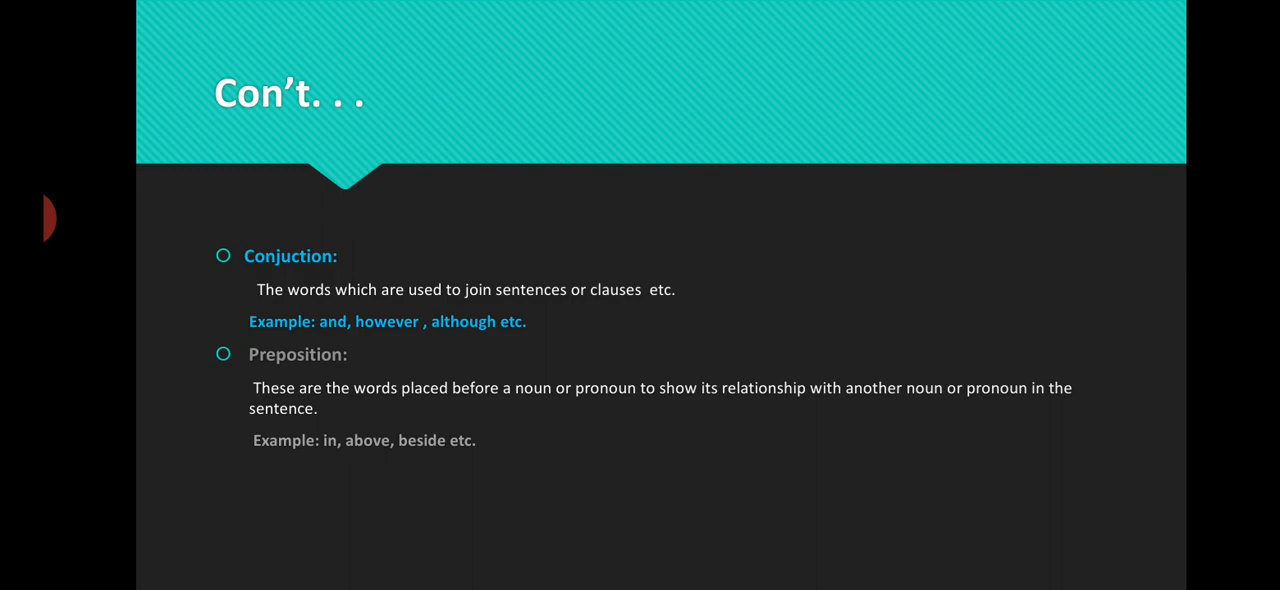 Con’t. . .
Conjuction:
The words which are used to join sentences or clauses  etc.
Example: and, however , although etc.
Preposition:
These are the words placed before a noun or pronoun to show its relationship with another noun or pronoun in the
sentence.
Example: in, above, beside etc.